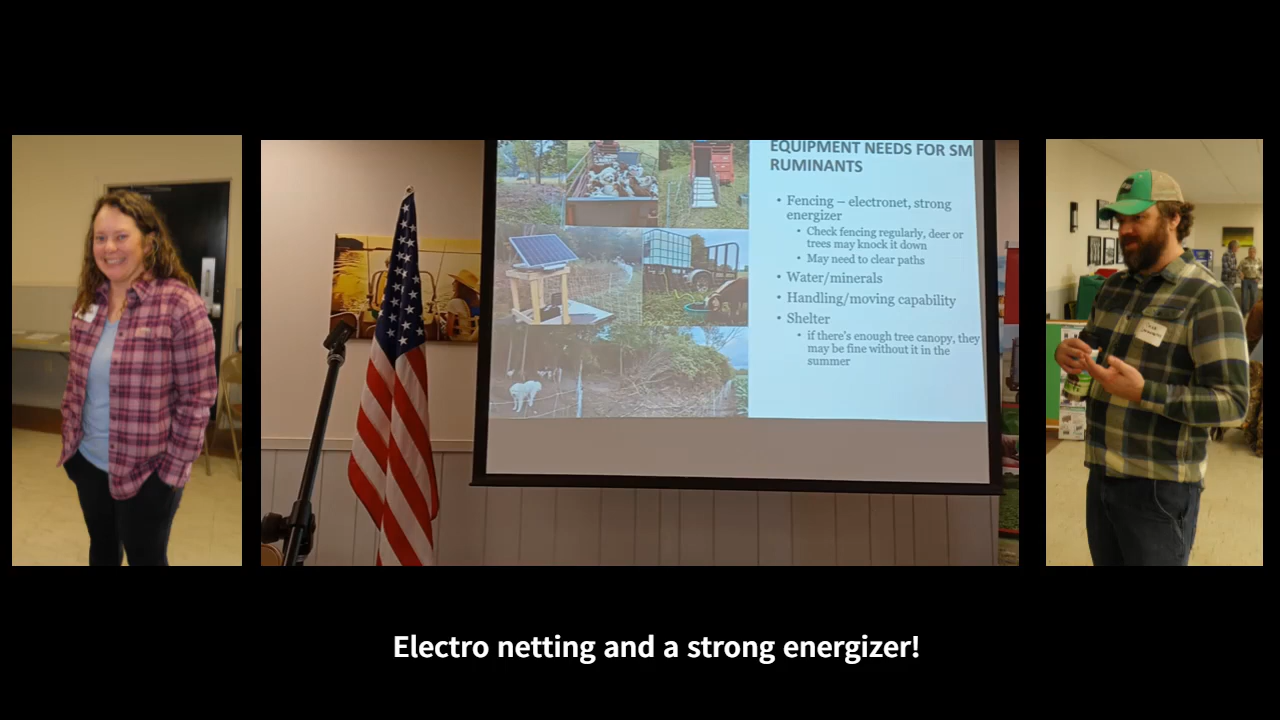 EQUIPMENT NEEDS FOR SM
RUMINANTS
• Fencing – electronet, strong
energizer
• Check fencing regularly, deer or
trees may knock it down
• May need to clear paths
• Water/minerals
• Handling/moving capability
• Shelter
• if there's enough tree canopy, they
may be fine without it in the
summer
Electro netting and a strong energizer!